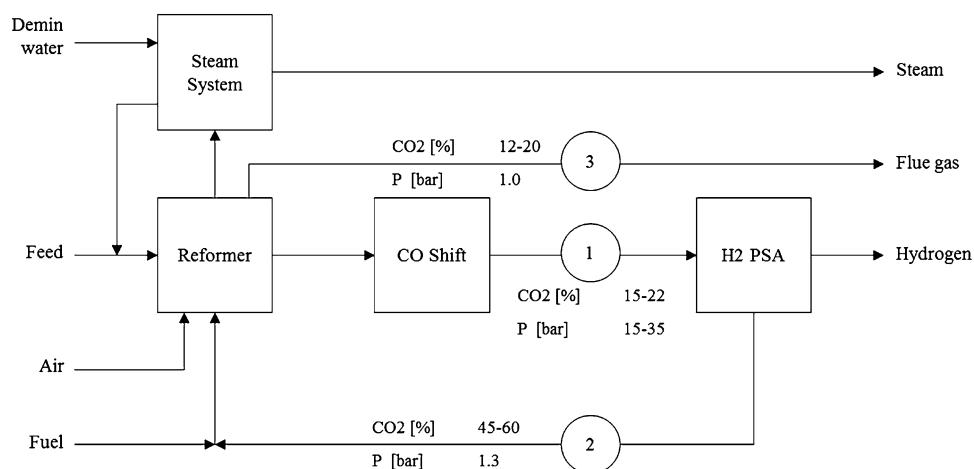 Demin
water
Steam
System
Steam
CO2 [%] 12-20
P [bar] 1.0
3
Flue gas
Feed
Reformer
CO Shift
1
H2 PSA
Hydrogen
CO2 [%] 15-22
P [bar] 15-35
Air
Fuel
CO2 [%] 45-60
P [bar] 1.3
2